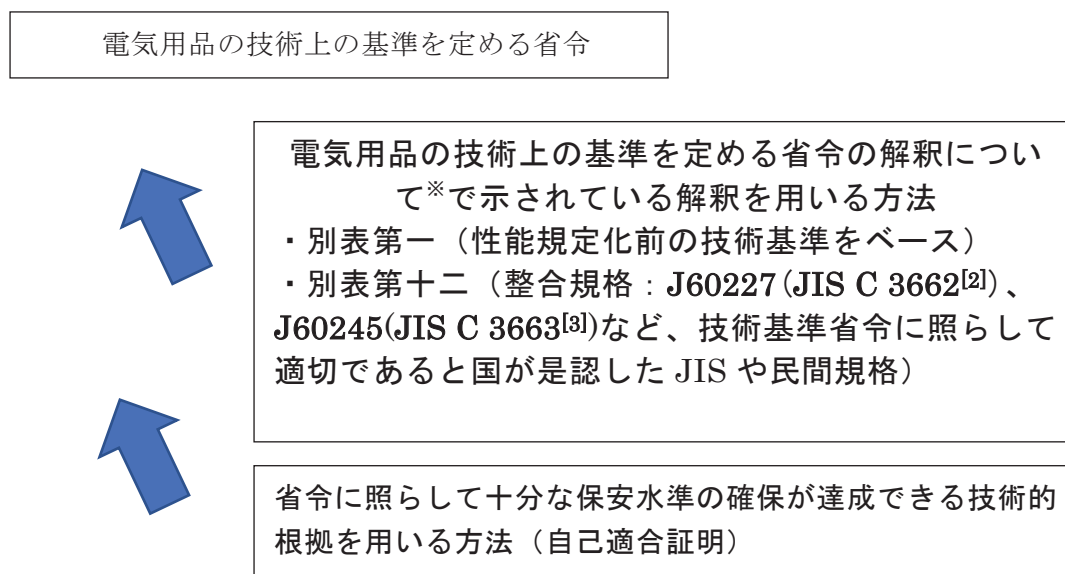 電気用品の技術上の基準を定める省令
電気用品の技術上の基準を定める省令の解釈につい
て※で示されている解釈を用いる方法
・別表第一（性能規定化前の技術基準をベース）
・別表第十二（整合規格：J60227(JIS C 3662[2])、
J60245(JIS C 3663[3])など、技術基準省令に照らして
適切であると国が是認した JIS や民間規格）
省令に照らして十分な保安水準の確保が達成できる技術的
根拠を用いる方法（自己適合証明）